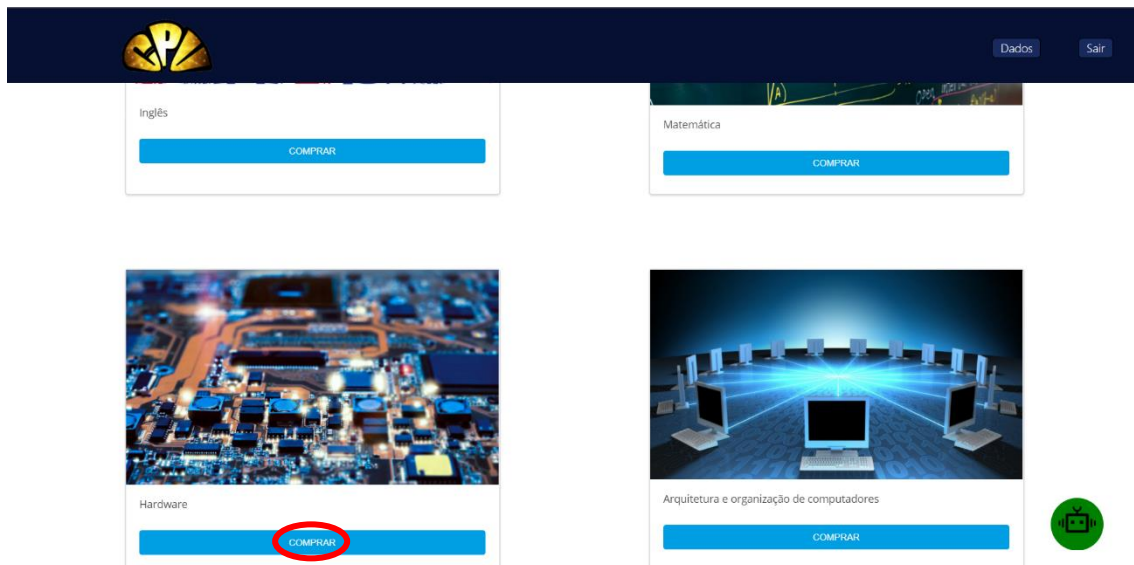 Dados
Sair
Inglês
COMPRAR
Matemática
COMPRAR
Hardware
COMPRAR
Arquitetura e organização de computadores
COMPRAR